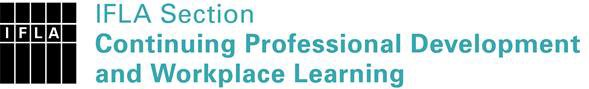 IFLA
IFLA Section
Continuing Professional Development
and Workplace Learning